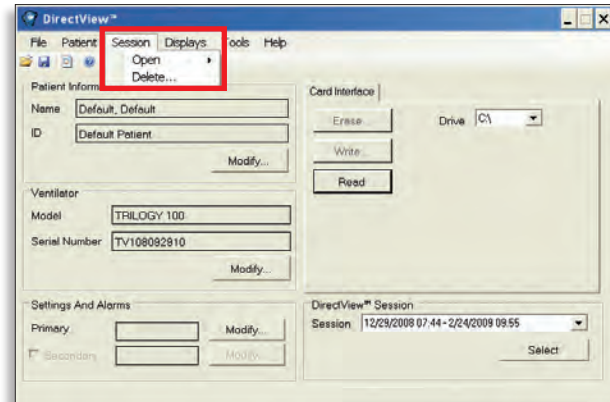 DirectView™
File Patient Session Displays Tools Help
Open
Delete...
Patient Inform
Name Default, Default
ID Default Patient
Modify...
Ventilator
Model TRILOGY 100
Serial Number TV108092910
Modify...
Settings And Alarms
Primary Modify...
Secondary Modify...
Card Interface
Erase...
Drive C:\
Write...
Read
DirectView™ Session
Session 12/29/2008 07:44 - 2/24/2009 09:55
Select